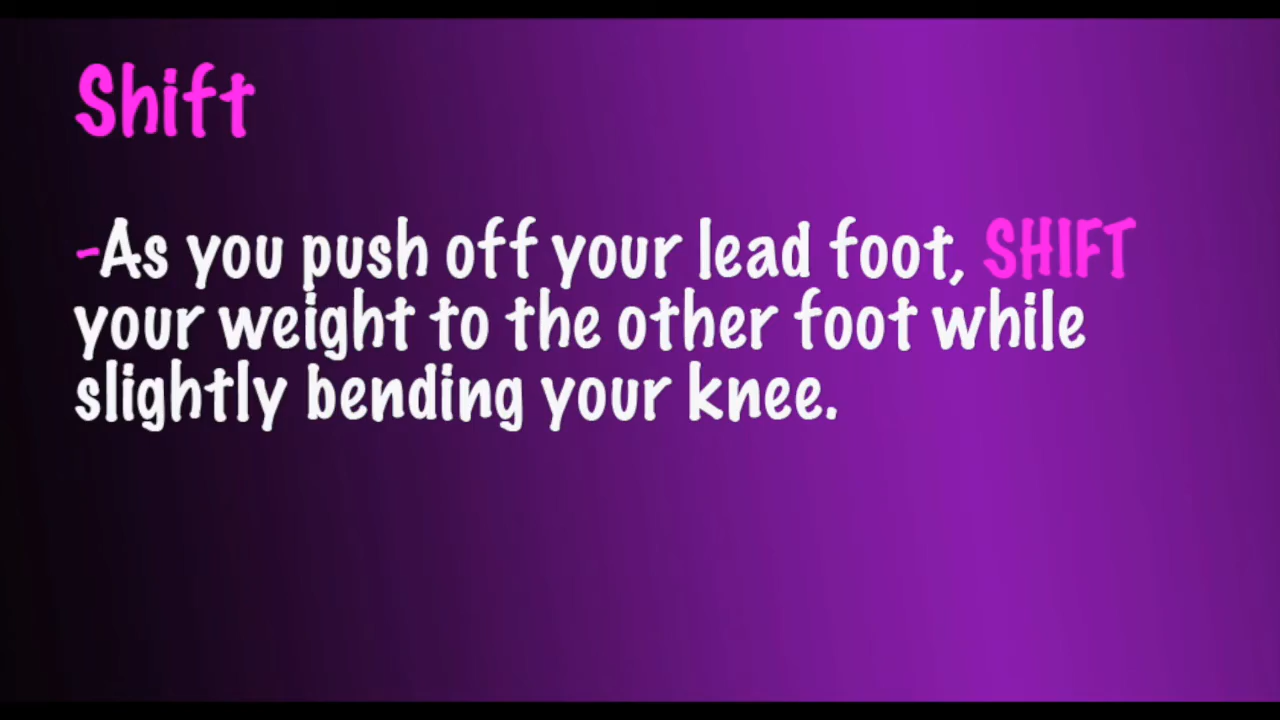 Shift
-As you push off your lead foot, SHIFT
your weight to the other foot while
slightly bending your knee.